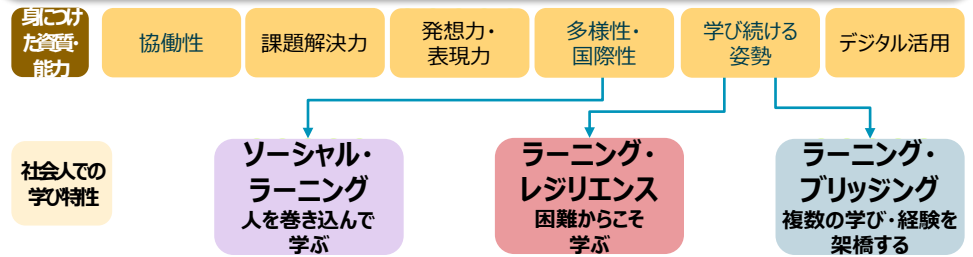 身につけ
た資質・
能力
協働性
課題解決力
発想力・
表現力
多様性・
国際性
学び続ける
姿勢
デジタル活用
社会人での
学び特性
ソーシャル・
ラーニング
人を巻き込んで
学ぶ
ラーニング・
レジリエンス
困難からこそ
学ぶ
ラーニング・
ブリッジング
複数の学び・経験を
架橋する